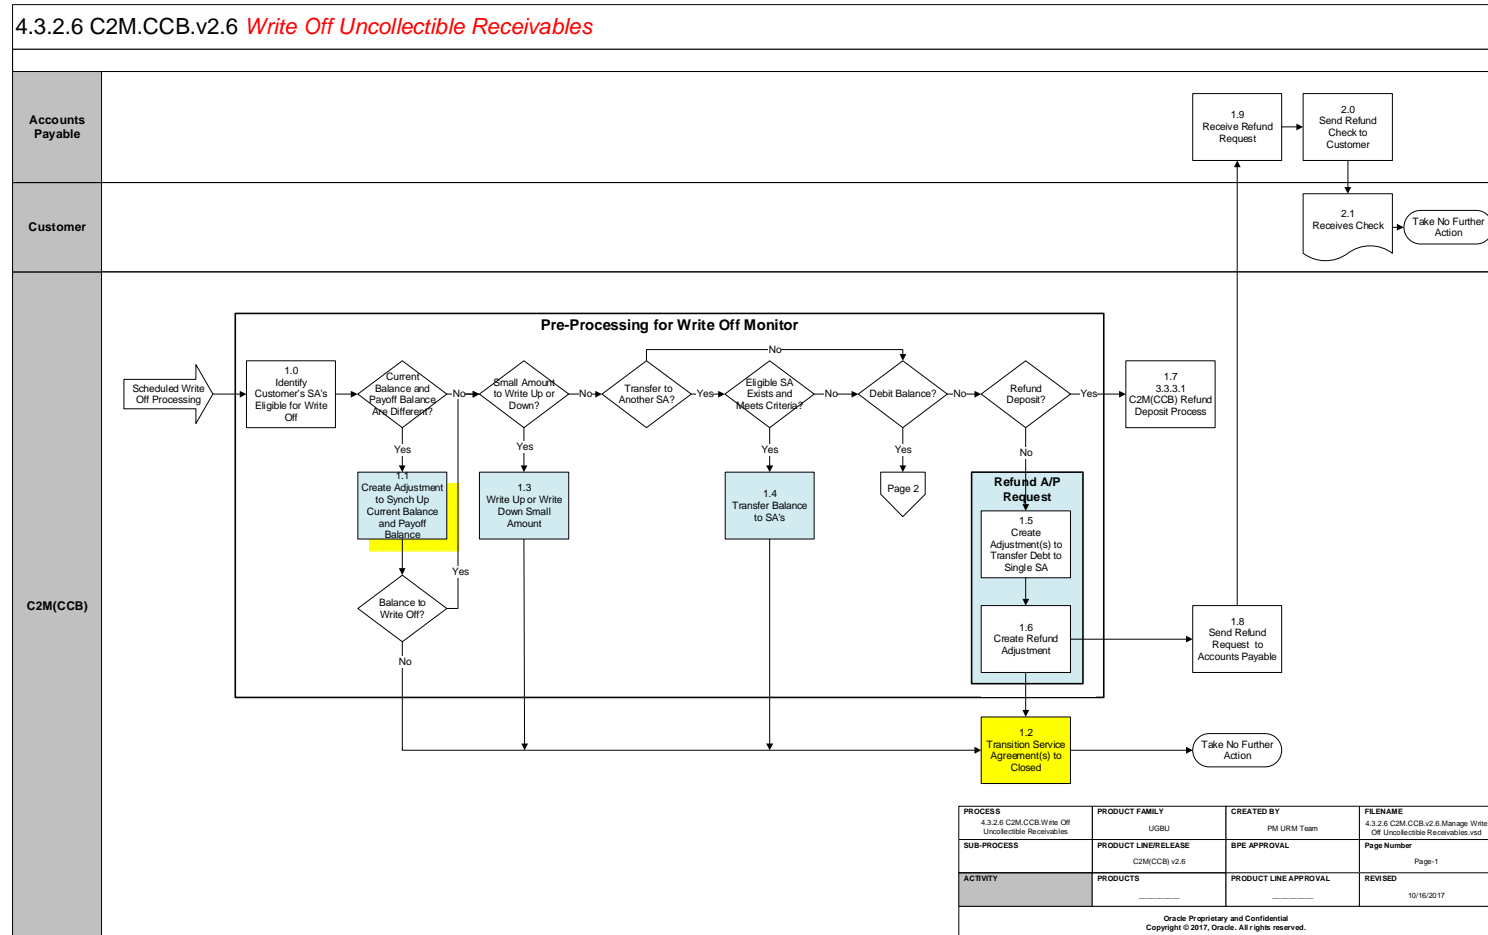 4.3.2.6 C2M.CCB.v2.6 Write Off Uncollectible Receivables
Accounts
Payable
1.9
Receive Refund
Request
2.0
Send Refund
Check to
Customer
Customer
2.1
Receives Check
Take No Further
Action
C2M(CCB)
Pre-Processing for Write Off Monitor
Scheduled Write
Off Processing
1.0
Identify
Customer's SA's
Eligible for Write
Off
Current
Balance and
Payoff Balance
Are Different?
No
Small Amount
to Write Up or
Down?
No
Transfer to
Another SA?
No
Yes
Eligible SA
Exists and
Meets Criteria?
No
Debit Balance?
No
Refund
Deposit?
Yes
1.7
3.3.3.1
C2M(CCB) Refund
Deposit Process
Yes
Yes
Yes
Yes
No
1.1
Create Adjustment
to Synch Up
Current Balance
and Payoff
Balance
1.3
Write Up or Write
Down Small
Amount
1.4
Transfer Balance
to SA's
Page 2
Refund A/P
Request
1.5
Create
Adjustment(s) to
Transfer Debt to
Single SA
Yes
Balance to
Write Off?
No
1.6
Create Refund
Adjustment
1.8
Send Refund
Request to
Accounts Payable
1.2
Transition Service
Agreement(s) to
Closed
Take No Further
Action
PROCESS
4.3.2.6 C2M.CCB.Write Off
Uncollectible Receivables
PRODUCT FAMILY
UGBU
CREATED BY
PM URM Team
FILENAME
4.3.2.6 C2M.CCB.v2.6.Manage Write
Off Uncollectible Receivables.vsd
SUB-PROCESS
PRODUCT LINE/RELEASE
C2M(CCB) v2.6
BPE APPROVAL
Page Number
Page-1
ACTIVITY
PRODUCTS
PRODUCT LINE APPROVAL
REVISED
10/16/2017
Oracle Proprietary and Confidential
Copyright © 2017, Oracle. All rights reserved.